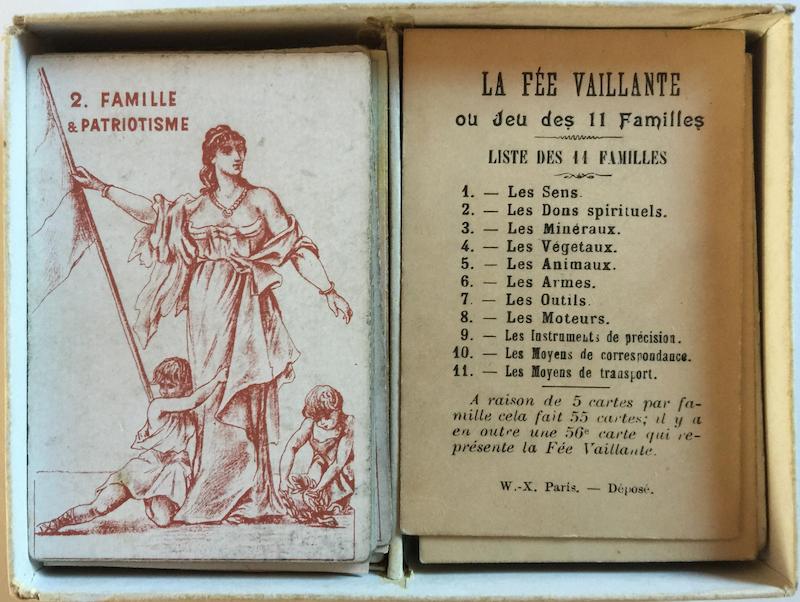 2. FAMILLE
& PATRIOTISME
LA FÉE VAILLANTE
ou Jeu des 11 Familles
LISTE DES 11 FAMILLES
1. — Les Sens.
2. — Les Dons spirituels.
3. — Les Minéraux.
4. — Les Végetaux.
5. — Les Animaux.
6. — Les Armes.
7. — Les Outils.
8. — Les Moteurs.
9. — Les Instruments de précision.
10. — Les Moyens de correspondance.
11. — Les Moyens de transport.
A raison de 5 cartes par fa-
mille cela fait 55 cartes; il y a
en outre une 56e carte qui re-
présente la Fée Vaillante.
W.-X. Paris. — Déposé.